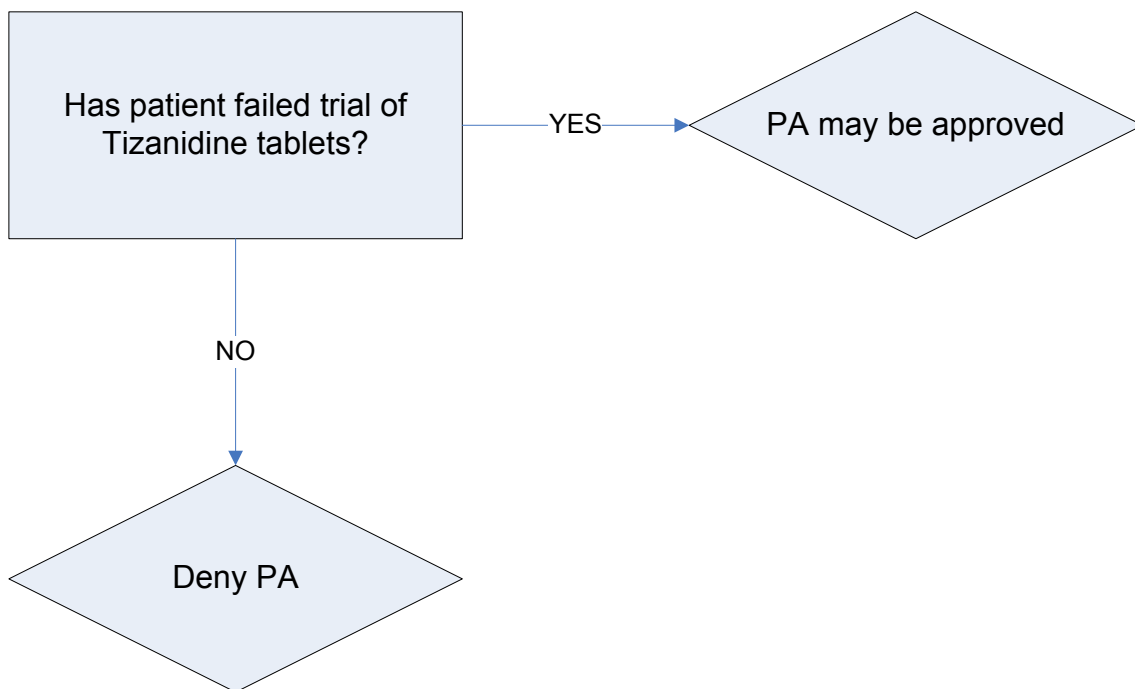 Has patient failed trial of
Tizanidine tablets?
YES
PA may be approved
NO
Deny PA